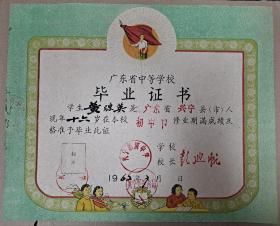 广东省中等学校
毕业证书
学生黄 系广东省兴宁县(市)人
现年十六岁在本校初中 修业期满成绩及
格准予毕业此证
学校
校长彭
1962年 月 日